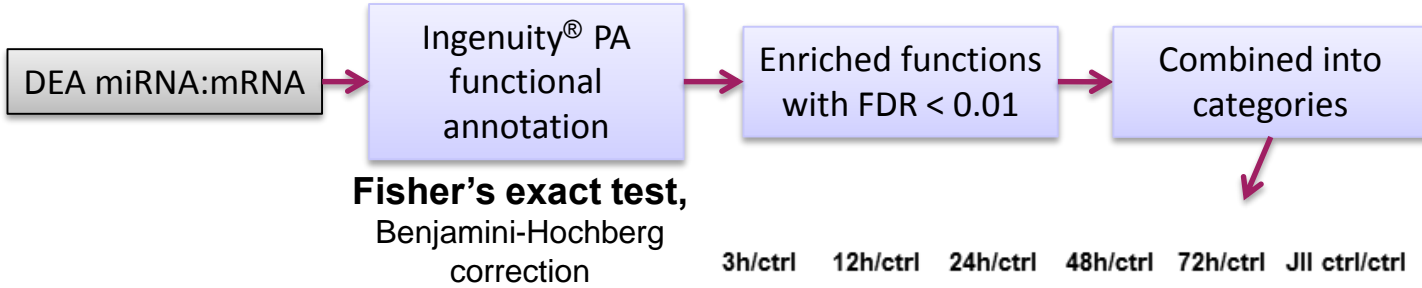 DEA miRNA:mRNA
Ingenuity® PA
functional
annotation
Enriched functions
with FDR < 0.01
Combined into
categories
Fisher's exact test,
Benjamini-Hochberg
correction
3h/ctrl 12h/ctrl 24h/ctrl 48h/ctrl 72h/ctrl JII ctrl/ctrl